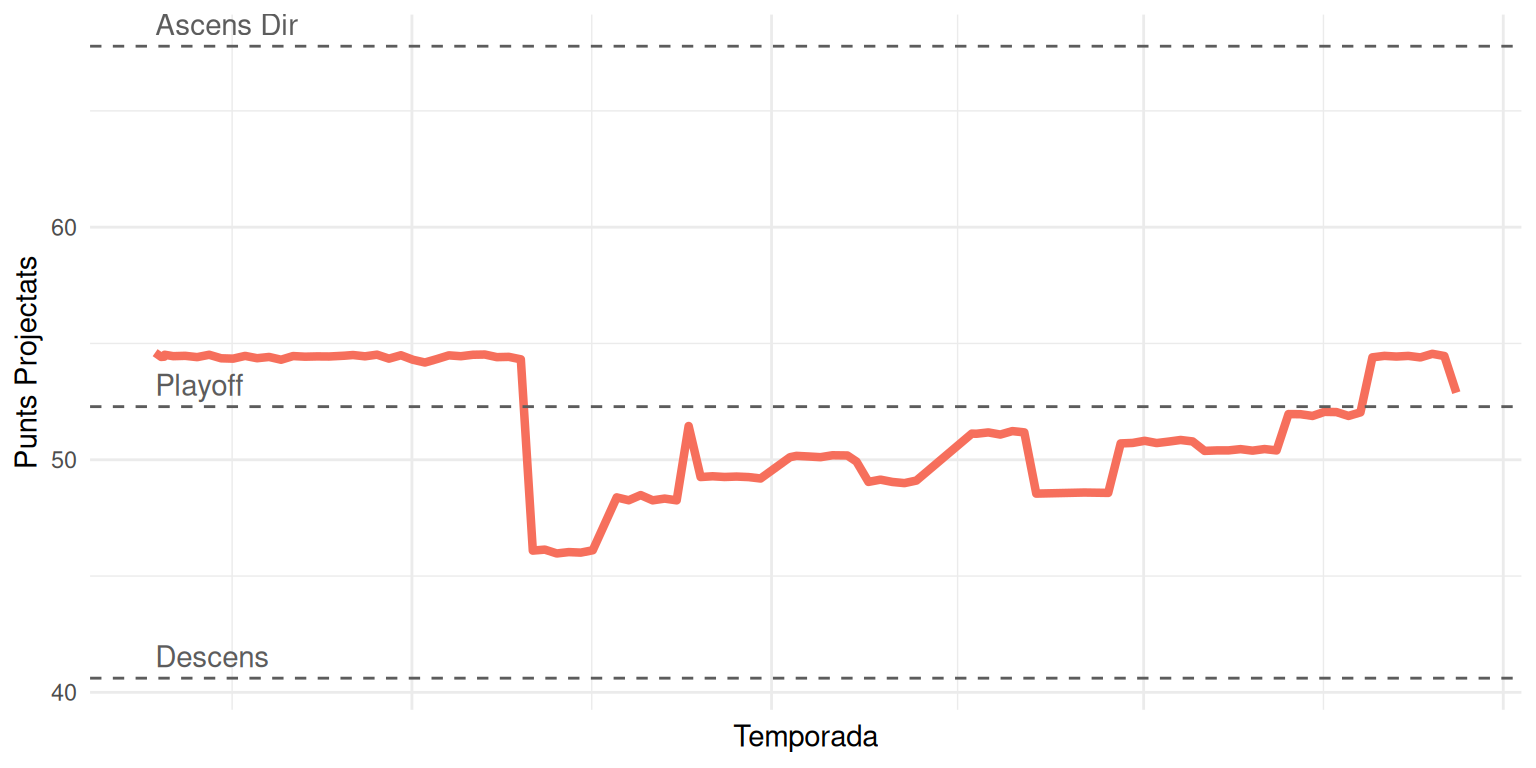 Ascens Dir
60
Playoff
50
Descens
40
Punts Projectats
Temporada